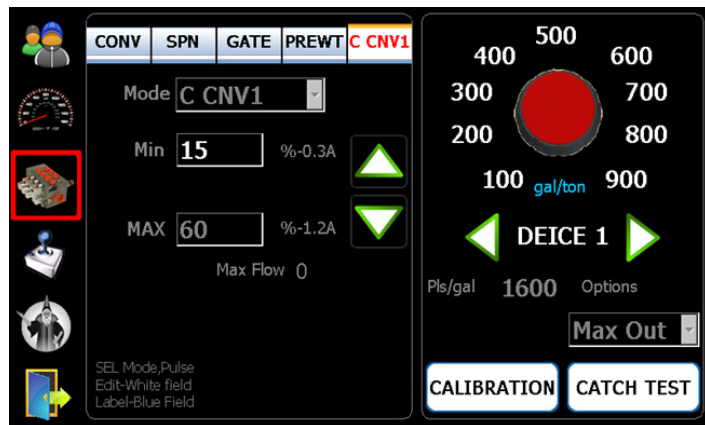 CONV SPN GATE PREWT C CNV1
Mode C CNV1
Min 15 %-0.3A
MAX 60 %-1.2A
Max Flow 0
SEL Mode,Pulse
Edit-White field
Label-Blue Field
500
400 600
300 700
200 800
100 gal/ton 900
DEICE 1
Pls/gal 1600 Options
Max Out
CALIBRATION CATCH TEST